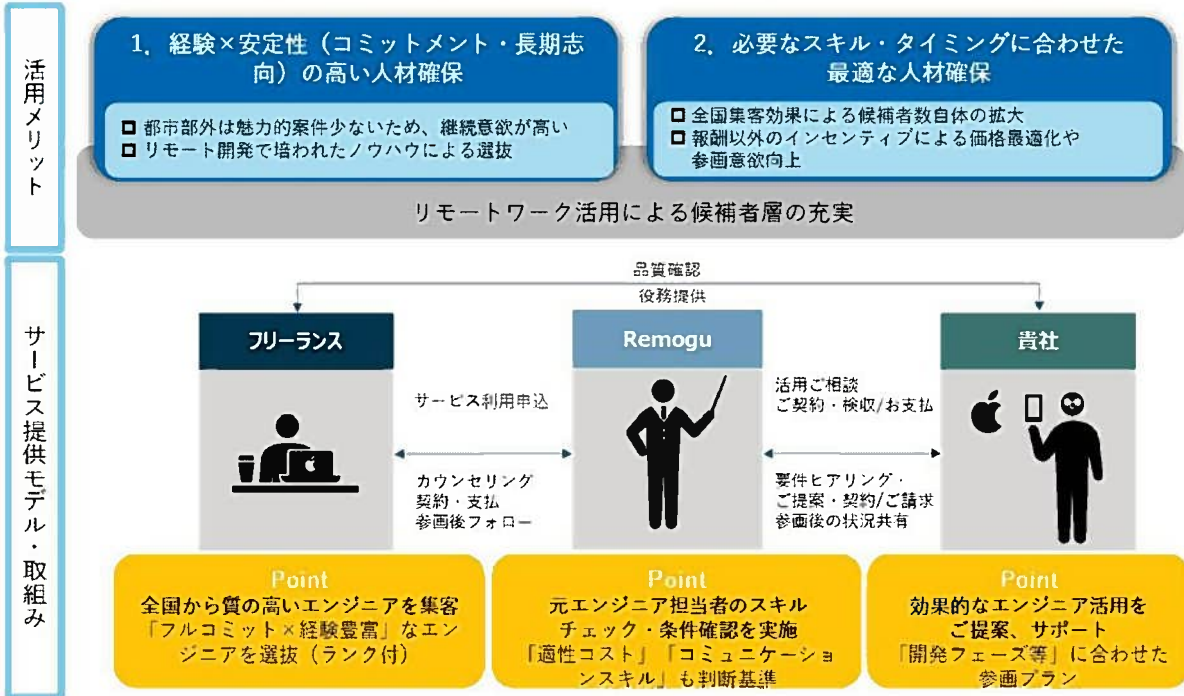 活用メリット
1．経験×安定性（コミットメント・長期志
向）の高い人材確保
都市部外は魅力的案件少ないため、継続意欲が高い
リモート開発で培われたノウハウによる選抜
2．必要なスキル・タイミングに合わせた
最適な人材確保
全国集客効果による候補者数自体の拡大
報酬以外のインセンティブによる価格最適化や
参画意欲向上
リモートワーク活用による候補者層の充実
サービス提供モデル・取組み
品質確認
役務提供
フリーランス
Remogu
貴社
サービス利用申込
カウンセリング
契約・支払
参画後フォロー
活用ご相談
ご契約・検収/お支払
要件ヒアリング・
ご提案・契約/ご請求
参画後の状況共有
Point
全国から質の高いエンジニアを集客
「フルコミット×経験豊富」なエン
ジニアを選抜（ランク付）
Point
元エンジニア担当者のスキル
チェック・条件確認を実施
「適性コスト」「コミュニケーショ
ンスキル」も判断基準
Point
効果的なエンジニア活用を
ご提案、サポート
「開発フェーズ等」に合わせた
参画プラン